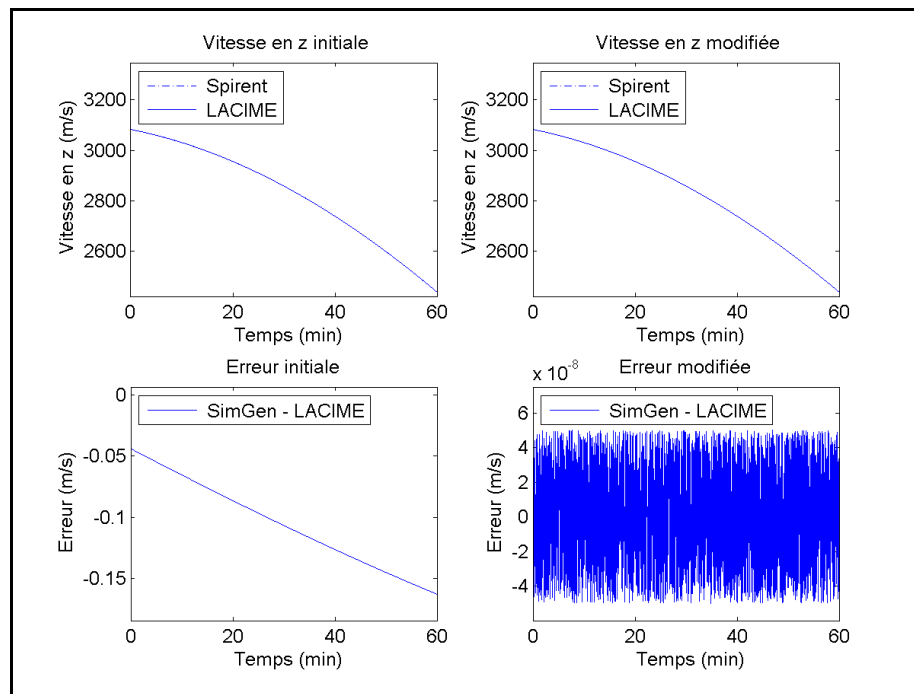 Vitesse en z initiale
Spirent
LACIME
3200
3000
2800
2600
Vitesse en z (m/s)
0
20
40
60
Temps (min)
Vitesse en z modifiée
Spirent
LACIME
3200
3000
2800
2600
Vitesse en z (m/s)
0
20
40
60
Temps (min)
Erreur initiale
SimGen - LACIME
0
-0.05
-0.1
-0.15
Erreur (m/s)
0
20
40
60
Temps (min)
x 10^-8
Erreur modifiée
SimGen - LACIME
6
4
2
0
-2
-4
Erreur (m/s)
0
20
40
60
Temps (min)